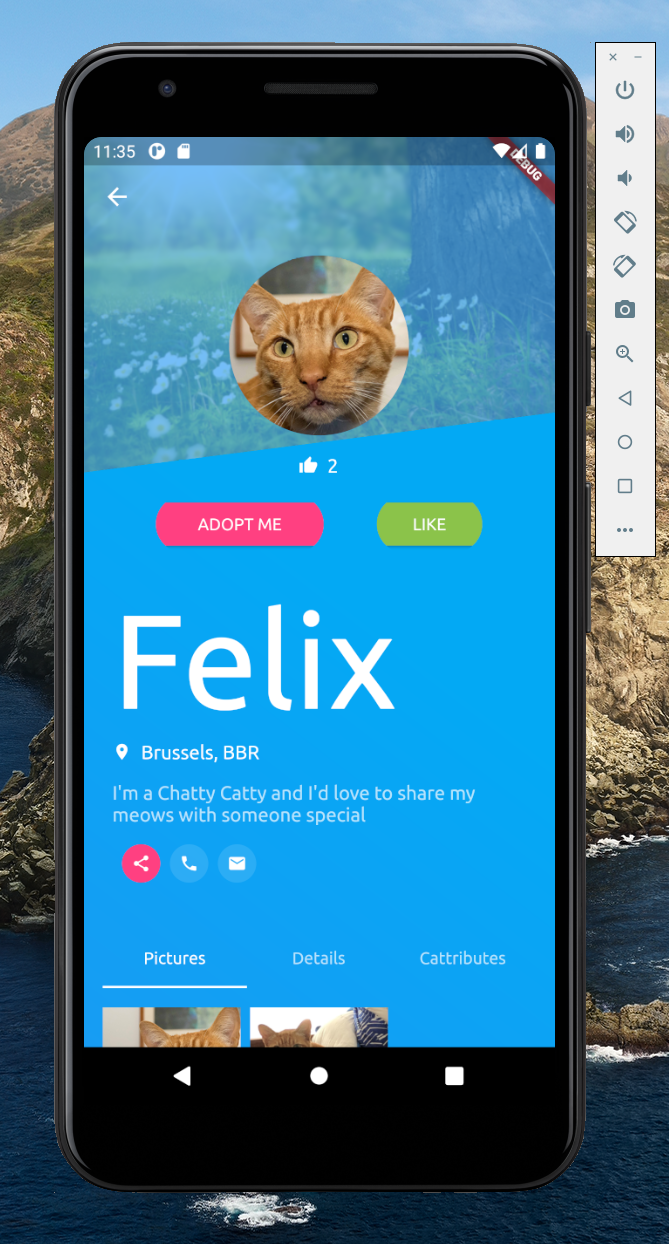 11:35
DEBUG
2
ADOPT ME
LIKE
Felix
Brussels, BBR
I'm a Chatty Catty and I'd love to share my
meows with someone special
Pictures
Details
Cattributes